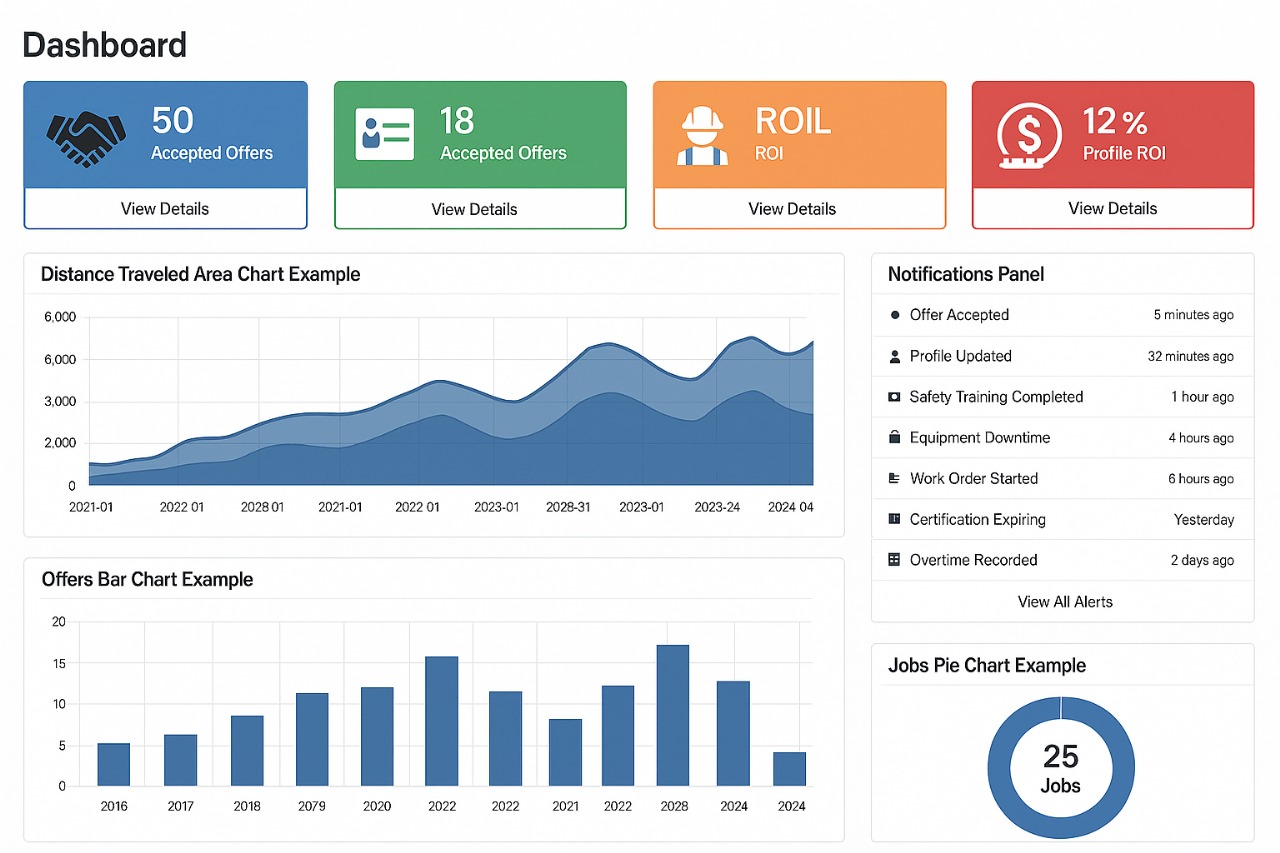 Dashboard
50
Accepted Offers
View Details
18
Accepted Offers
View Details
ROIL
ROI
View Details
12 %
Profile ROI
View Details
Distance Traveled Area Chart Example
6,000
6,000
3,000
2,000
0
2021-01 2022 01 2028 01 2021-01 2022 01 2023-01 2028-31 2023-01 2023-24 2024 04
Notifications Panel
Offer Accepted 5 minutes ago
Profile Updated 32 minutes ago
Safety Training Completed 1 hour ago
Equipment Downtime 4 hours ago
Work Order Started 6 hours ago
Certification Expiring Yesterday
Overtime Recorded 2 days ago
View All Alerts
Offers Bar Chart Example
20
15
10
5
0
2016 2017 2018 2079 2020 2022 2022 2021 2022 2028 2024 2024
Jobs Pie Chart Example
25
Jobs